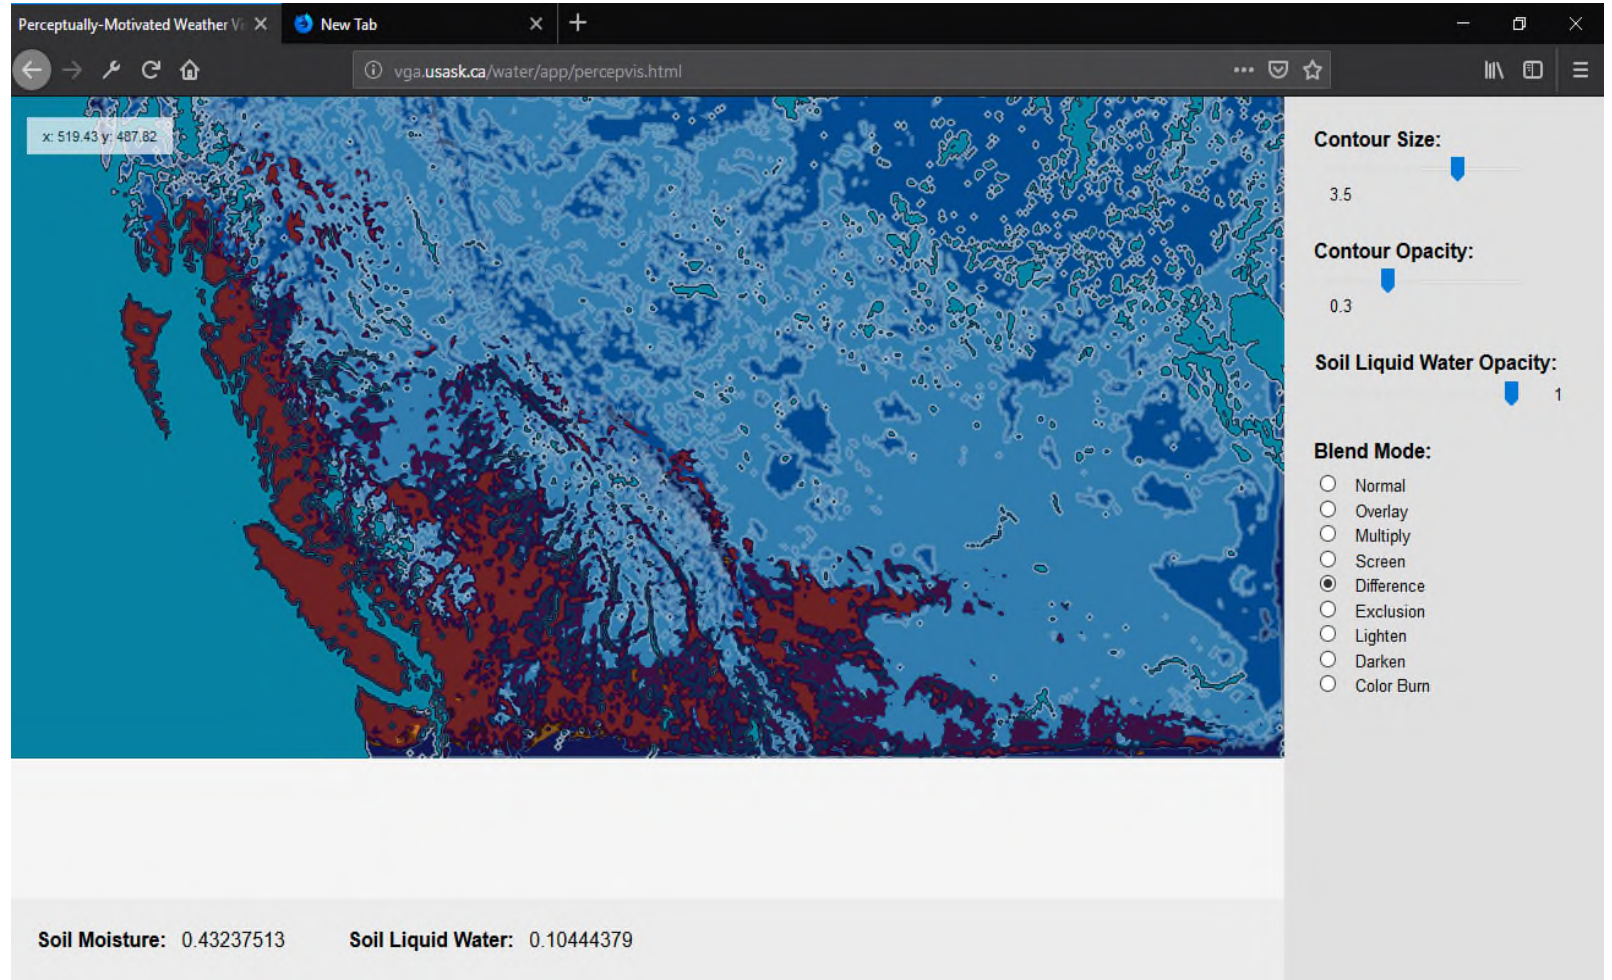 Perceptually-Motivated Weather Vi
New Tab
vga.usask.ca/water/app/percepvis.html
x: 519.43 y: 487.82
Contour Size:
3.5
Contour Opacity:
0.3
Soil Liquid Water Opacity:
1
Blend Mode:
Normal
Overlay
Multiply
Screen
Difference
Exclusion
Lighten
Darken
Color Burn
Soil Moisture: 0.43237513 Soil Liquid Water: 0.10444379